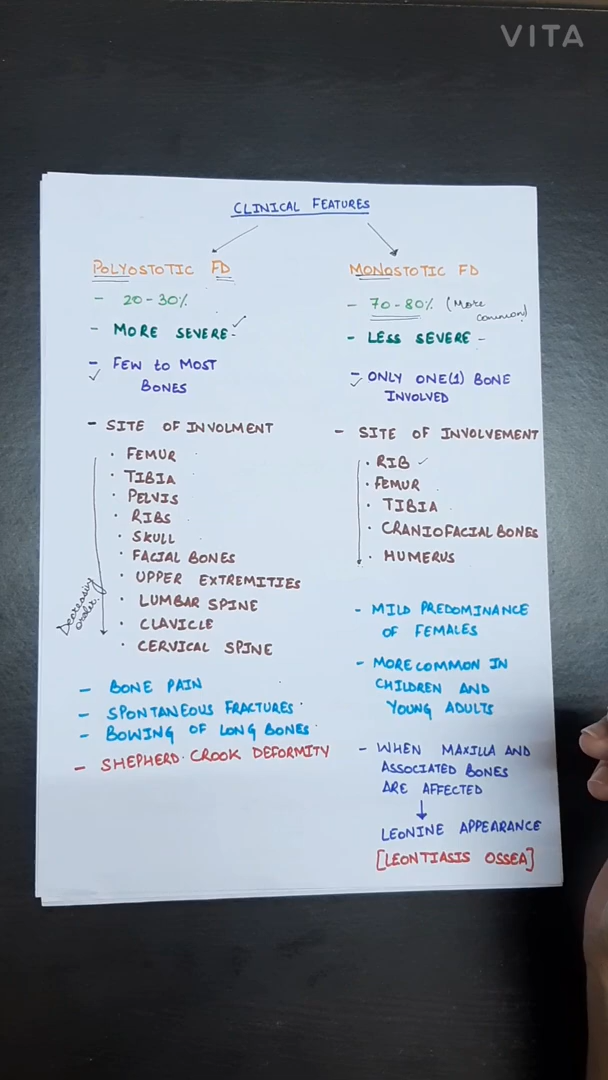 VITA
CLINICAL FEATURES
POLYOSTOTIC FD
- 20-30%
- MORE SEVERE -
- FEW TO MOST
BONES
- SITE OF INVOLMENT
· FEMUR
· TIBIA
· PELVIS
· RIBS
· SKULL
· FACIAL BONES
· UPPER EXTREMITIES
· LUMBAR SPINE
· CLAVICLE
· CERVICAL SPINE
Decreasing
order
- BONE PAIN
- SPONTANEOUS FRACTURES
- BOWING OF LONG BONES
- SHEPHERD-CROOK DEFORMITY
MONOSTOTIC FD
- 70-80% (More
common)
- LESS SEVERE -
- ONLY ONE(1) BONE
INVOLVED
- SITE OF INVOLVEMENT
· RIB
· FEMUR
· TIBIA
· CRANIOFACIAL BONES
· HUMERUS
- MILD PREDOMINANCE
OF FEMALES
- MORE COMMON IN
CHILDREN AND
YOUNG ADULTS
- WHEN MAXILLA AND
ASSOCIATED BONES
ARE AFFECTED
↓
LEONINE APPEARANCE
[LEONTIASIS OSSEA]